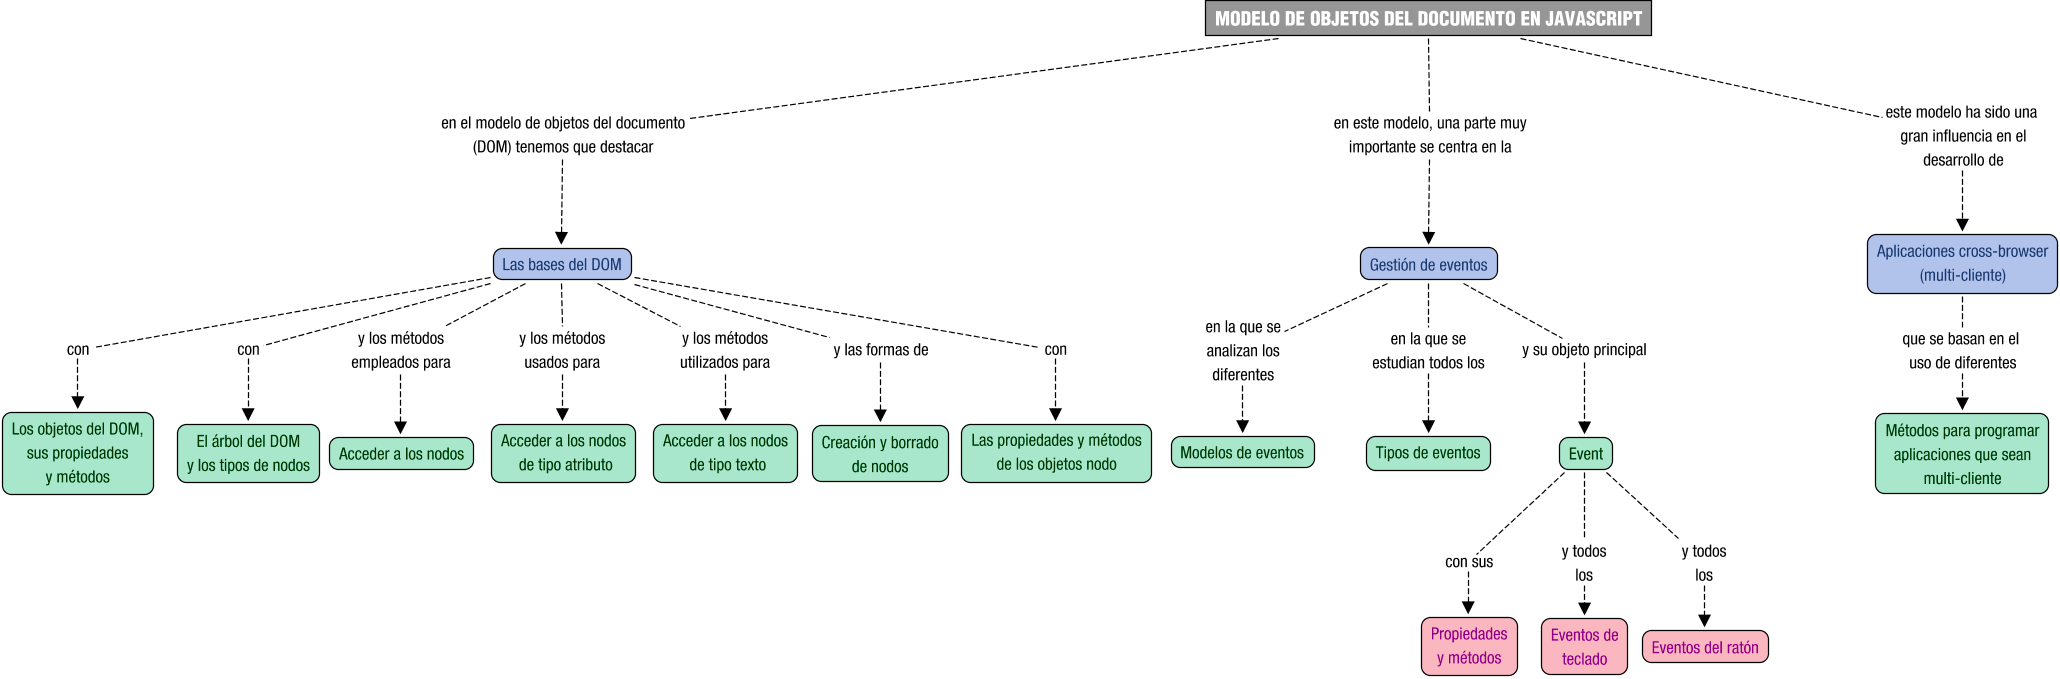 MODELO DE OBJETOS DEL DOCUMENTO EN JAVASCRIPT
en el modelo de objetos del documento
(DOM) tenemos que destacar
en este modelo, una parte muy
importante se centra en la
este modelo ha sido una
gran influencia en el
desarrollo de
Las bases del DOM
Gestión de eventos
Aplicaciones cross-browser
(multi-cliente)
con
con
y los métodos
empleados para
y los métodos
usados para
y los métodos
utilizados para
y las formas de
con
en la que se
analizan los
diferentes
en la que se
estudian todos los
y su objeto principal
que se basan en el
uso de diferentes
Los objetos del DOM,
sus propiedades
y métodos
El árbol del DOM
y los tipos de nodos
Acceder a los nodos
Acceder a los nodos
de tipo atributo
Acceder a los nodos
de tipo texto
Creación y borrado
de nodos
Las propiedades y métodos
de los objetos nodo
Modelos de eventos
Tipos de eventos
Event
Métodos para programar
aplicaciones que sean
multi-cliente
con sus
y todos
los
y todos
los
Propiedades
y métodos
Eventos de
teclado
Eventos del ratón